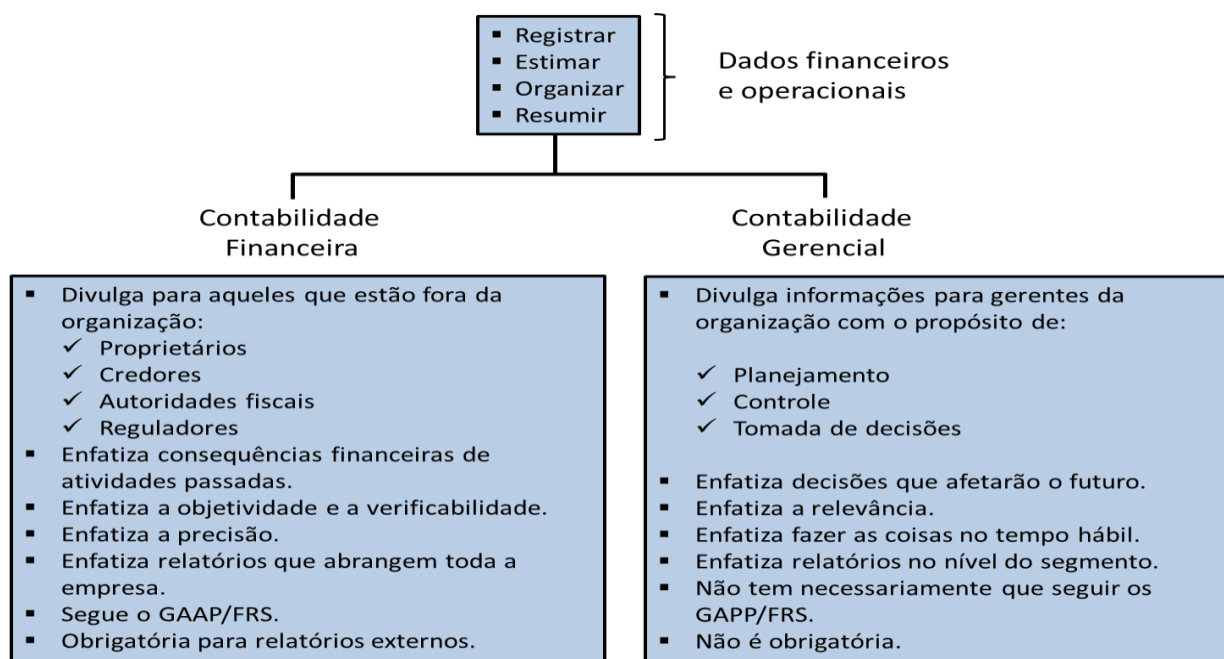 ▪ Registrar
▪ Estimar
▪ Organizar
▪ Resumir
Dados financeiros
e operacionais
Contabilidade
Financeira
▪ Divulga para aqueles que estão fora da
organização:
✓ Proprietários
✓ Credores
✓ Autoridades fiscais
✓ Reguladores
▪ Enfatiza consequências financeiras de
atividades passadas.
▪ Enfatiza a objetividade e a verificabilidade.
▪ Enfatiza a precisão.
▪ Enfatiza relatórios que abrangem toda a
empresa.
▪ Segue o GAAP/FRS.
▪ Obrigatória para relatórios externos.
Contabilidade
Gerencial
▪ Divulga informações para gerentes da
organização com o propósito de:
✓ Planejamento
✓ Controle
✓ Tomada de decisões
▪ Enfatiza decisões que afetarão o futuro.
▪ Enfatiza a relevância.
▪ Enfatiza fazer as coisas no tempo hábil.
▪ Enfatiza relatórios no nível do segmento.
▪ Não tem necessariamente que seguir os
GAPP/FRS.
▪ Não é obrigatória.